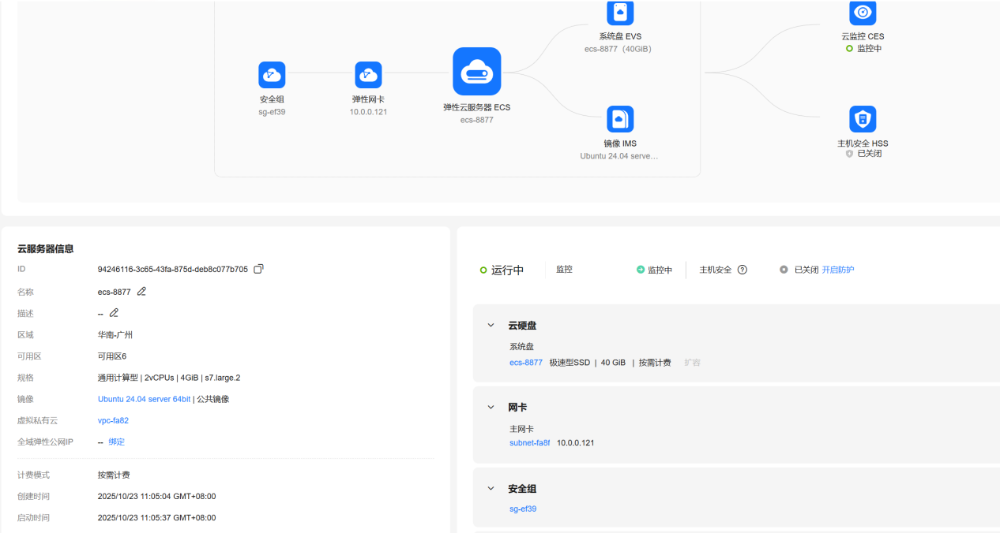 系统盘 EVS
ecs-8877（40GiB）
云监控 CES
监控中
安全组
sg-ef39
弹性网卡
10.0.0.121
弹性云服务器 ECS
ecs-8877
镜像 IMS
Ubuntu 24.04 serve...
主机安全 HSS
已关闭
云服务器信息
ID 94246116-3c65-43fa-875d-deb8c077b705
名称 ecs-8877
描述 --
区域 华南-广州
可用区 可用区6
规格 通用计算型 | 2vCPUs | 4GiB | s7.large.2
镜像 Ubuntu 24.04 server 64bit | 公共镜像
虚拟私有云 vpc-fa82
全域弹性公网IP -- 绑定
计费模式 按需计费
创建时间 2025/10/23 11:05:04 GMT+08:00
启动时间 2025/10/23 11:05:37 GMT+08:00
运行中 监控 监控中 主机安全 ? 已关闭 开启防护
云硬盘
系统盘
ecs-8877 极速型SSD | 40 GiB | 按需计费 扩容
网卡
主网卡
subnet-fa8f 10.0.0.121
安全组
sg-ef39